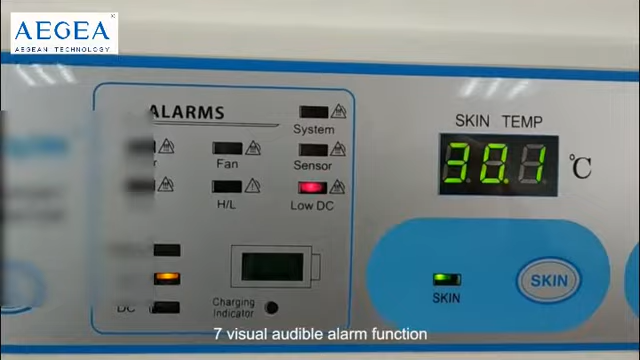 AEGEA
AEGEAN TECHNOLOGY
ALARMS
System
Fan
Sensor
H/L
Low DC
DC
Charging
Indicator
SKIN TEMP
30.1 °C
SKIN
SKIN
7 visual audible alarm function